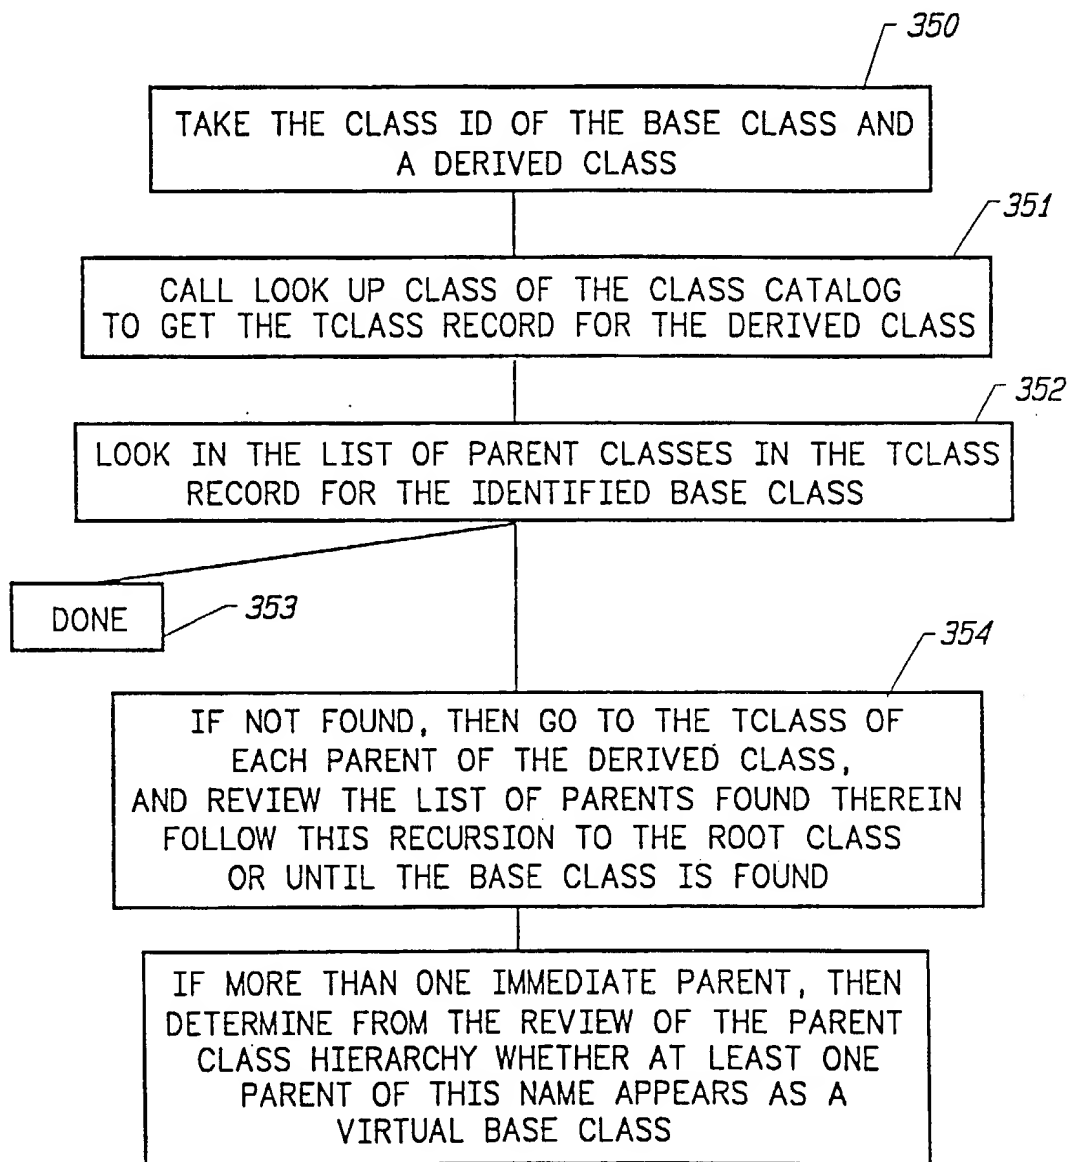 350
TAKE THE CLASS ID OF THE BASE CLASS AND
A DERIVED CLASS
351
CALL LOOK UP CLASS OF THE CLASS CATALOG
TO GET THE TCLASS RECORD FOR THE DERIVED CLASS
352
LOOK IN THE LIST OF PARENT CLASSES IN THE TCLASS
RECORD FOR THE IDENTIFIED BASE CLASS
DONE
353
354
IF NOT FOUND, THEN GO TO THE TCLASS OF
EACH PARENT OF THE DERIVED CLASS,
AND REVIEW THE LIST OF PARENTS FOUND THEREIN
FOLLOW THIS RECURSION TO THE ROOT CLASS
OR UNTIL THE BASE CLASS IS FOUND
IF MORE THAN ONE IMMEDIATE PARENT, THEN
DETERMINE FROM THE REVIEW OF THE PARENT
CLASS HIERARCHY WHETHER AT LEAST ONE
PARENT OF THIS NAME APPEARS AS A
VIRTUAL BASE CLASS